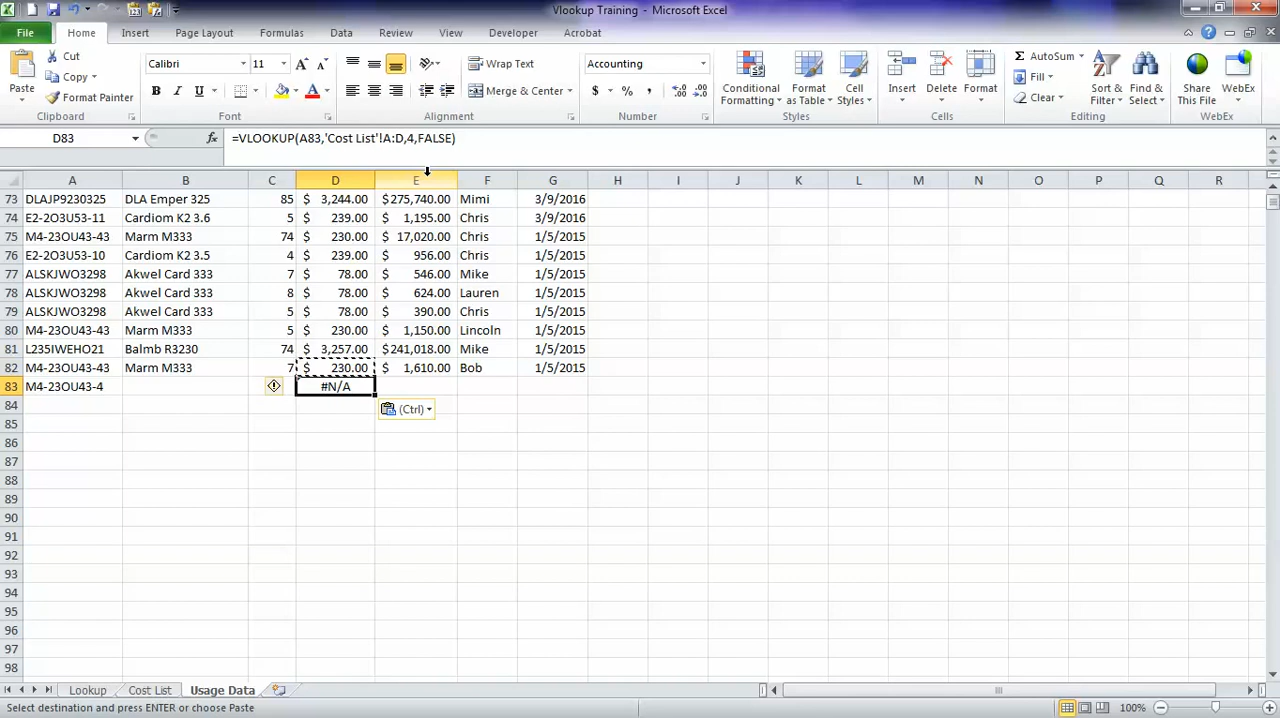 Vlookup Training - Microsoft Excel
File Home Insert Page Layout Formulas Data Review View Developer Acrobat
Cut
Copy
Format Painter
Paste
Clipboard
Calibri 11
Font
Wrap Text
Merge & Center
Alignment
Accounting
Number
Conditional Formatting
Format as Table
Cell Styles
Styles
Insert Delete Format
Cells
AutoSum
Fill
Clear
Sort & Filter
Find & Select
Editing
Share This File
WebEx
WebEx
D83 fx =VLOOKUP(A83,'Cost List'!A:D,4,FALSE)
A B C D E F G H I J K L M N O P Q R
73 DLAJP9230325 DLA Emper 325 85 $ 3,244.00 $275,740.00 Mimi 3/9/2016
74 E2-2O3U53-11 Cardiom K2 3.6 5 $ 239.00 $ 1,195.00 Chris 3/9/2016
75 M4-23OU43-43 Marm M333 74 $ 230.00 $ 17,020.00 Chris 1/5/2015
76 E2-2O3U53-10 Cardiom K2 3.5 4 $ 239.00 $ 956.00 Chris 1/5/2015
77 ALSKJWO3298 Akwel Card 333 7 $ 78.00 $ 546.00 Mike 1/5/2015
78 ALSKJWO3298 Akwel Card 333 8 $ 78.00 $ 624.00 Lauren 1/5/2015
79 ALSKJWO3298 Akwel Card 333 5 $ 78.00 $ 390.00 Chris 1/5/2015
80 M4-23OU43-43 Marm M333 5 $ 230.00 $ 1,150.00 Lincoln 1/5/2015
81 L235IWEHO21 Balmb R3230 74 $ 3,257.00 $241,018.00 Mike 1/5/2015
82 M4-23OU43-43 Marm M333 7 $ 230.00 $ 1,610.00 Bob 1/5/2015
83 M4-23OU43-4 #N/A
84 (Ctrl)
85
86
87
88
89
90
91
92
93
94
95
96
97
98
Lookup Cost List Usage Data
Select destination and press ENTER or choose Paste 100%